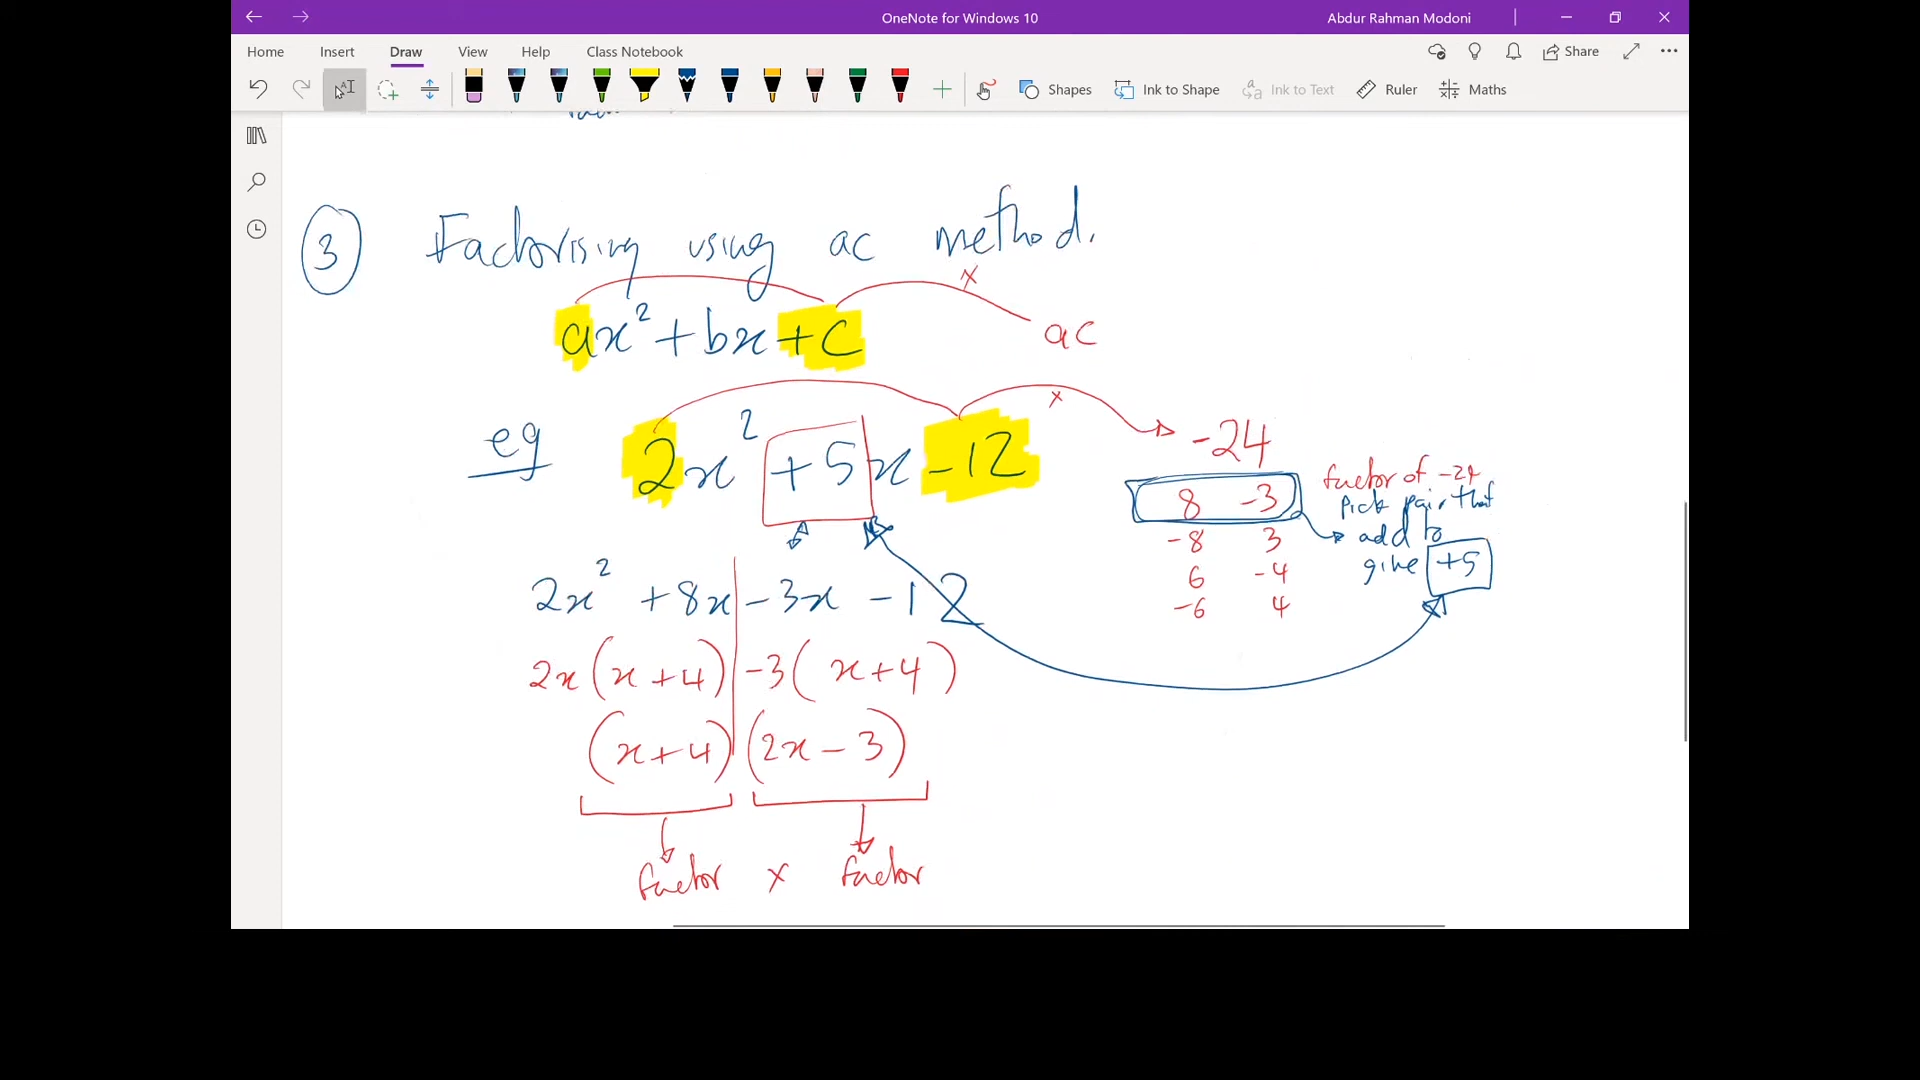 OneNote for Windows 10
Abdur Rahman Modoni
Home Insert Draw View Help Class Notebook
Share
Shapes Ink to Shape Ink to Text Ruler Maths
3 Factorising using ac method.
ax² + bx + c
x
ac
eg 2x² + 5x - 12
x
-24
8 -3
-8 3
6 -4
-6 4
factor of -24
Pick pair that
add to
give +5
2x² + 8x - 3x - 12
2x(x+4) -3(x+4)
(x+4)(2x-3)
factor x factor